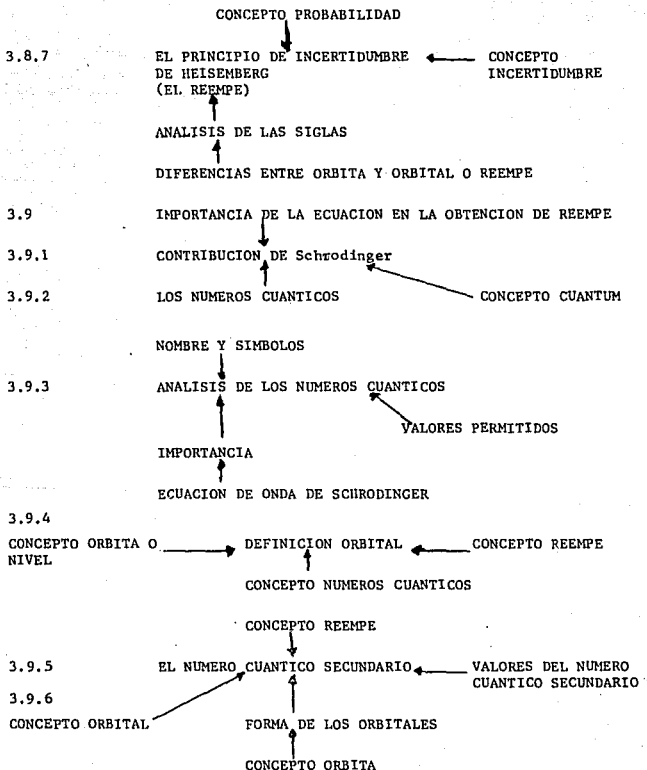 CONCEPTO PROBABILIDAD
3.8.7 EL PRINCIPIO DE INCERTIDUMBRE CONCEPTO
DE HEISEMBERG INCERTIDUMBRE
(EL REEMPE)
ANALISIS DE LAS SIGLAS
DIFERENCIAS ENTRE ORBITA Y ORBITAL O REEMPE
3.9 IMPORTANCIA DE LA ECUACION EN LA OBTENCION DE REEMPE
3.9.1 CONTRIBUCION DE Schrodinger
3.9.2 LOS NUMEROS CUANTICOS CONCEPTO CUANTUM
NOMBRE Y SIMBOLOS
3.9.3 ANALISIS DE LOS NUMEROS CUANTICOS
VALORES PERMITIDOS
IMPORTANCIA
ECUACION DE ONDA DE SCHRODINGER
3.9.4
CONCEPTO ORBITA O DEFINICION ORBITAL CONCEPTO REEMPE
NIVEL
CONCEPTO NUMEROS CUANTICOS
CONCEPTO REEMPE
3.9.5 EL NUMERO CUANTICO SECUNDARIO VALORES DEL NUMERO
CUANTICO SECUNDARIO
3.9.6
CONCEPTO ORBITAL FORMA DE LOS ORBITALES
CONCEPTO ORBITA